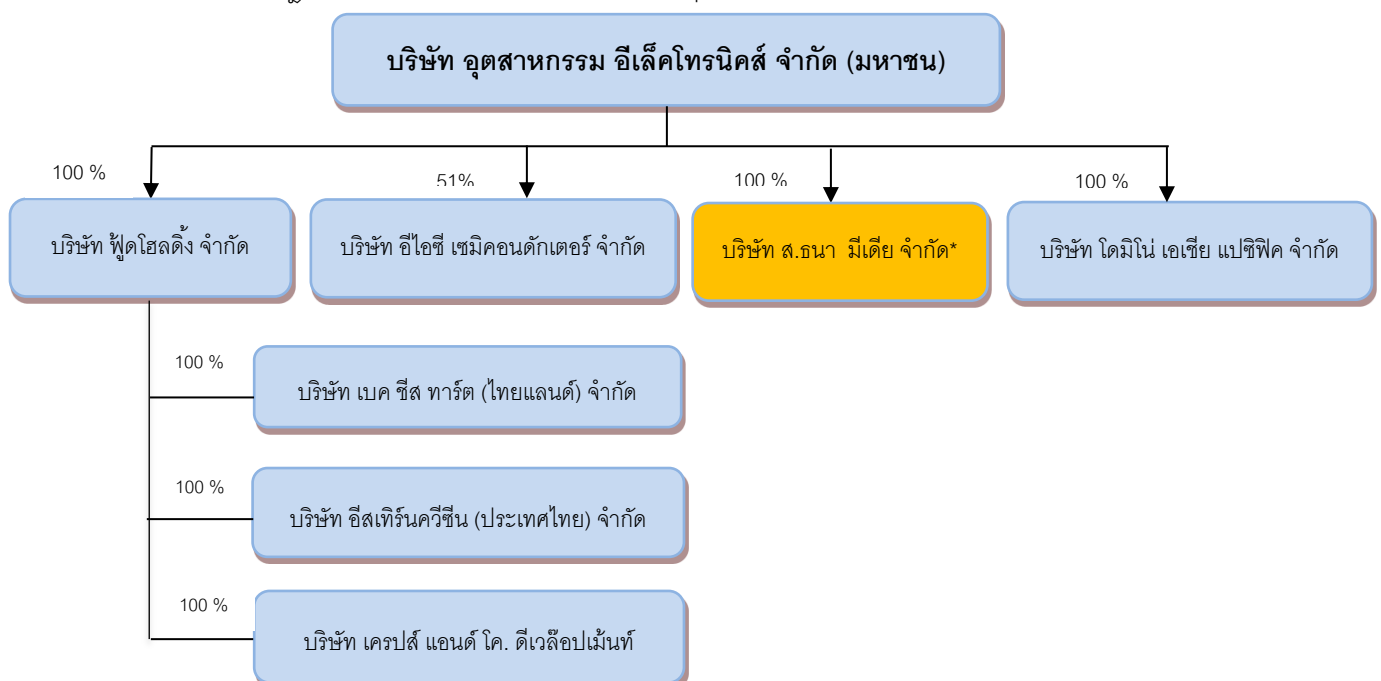 บริษัท อุตสาหกรรม อีเล็คโทรนิคส์ จำกัด (มหาชน)
100 %
51%
100 %
100 %
บริษัท ฟู้ดโฮลดิ้ง จำกัด
บริษัท อีไอซี เซมิคอนดักเตอร์ จำกัด
บริษัท ส.ธนา มีเดีย จำกัด*
บริษัท โดมิโน่ เอเชีย แปซิฟิค จำกัด
100 %
บริษัท เบค ชีส ทาร์ต (ไทยแลนด์) จำกัด
100 %
บริษัท อีสเทิร์นควีซีน (ประเทศไทย) จำกัด
100 %
บริษัท เครปส์ แอนด์ โค. ดีเวล๊อปเม้นท์